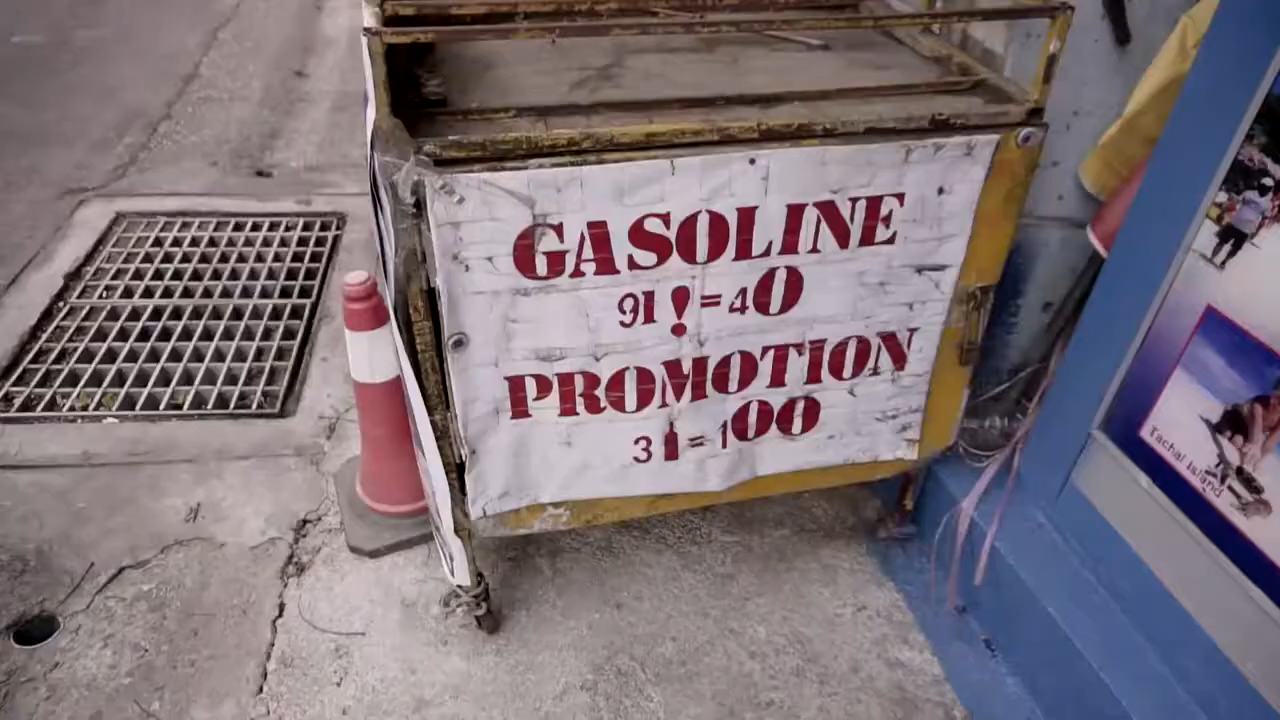 GASOLINE
91 ! = 40
PROMOTION
3 = 100
Tachai Island